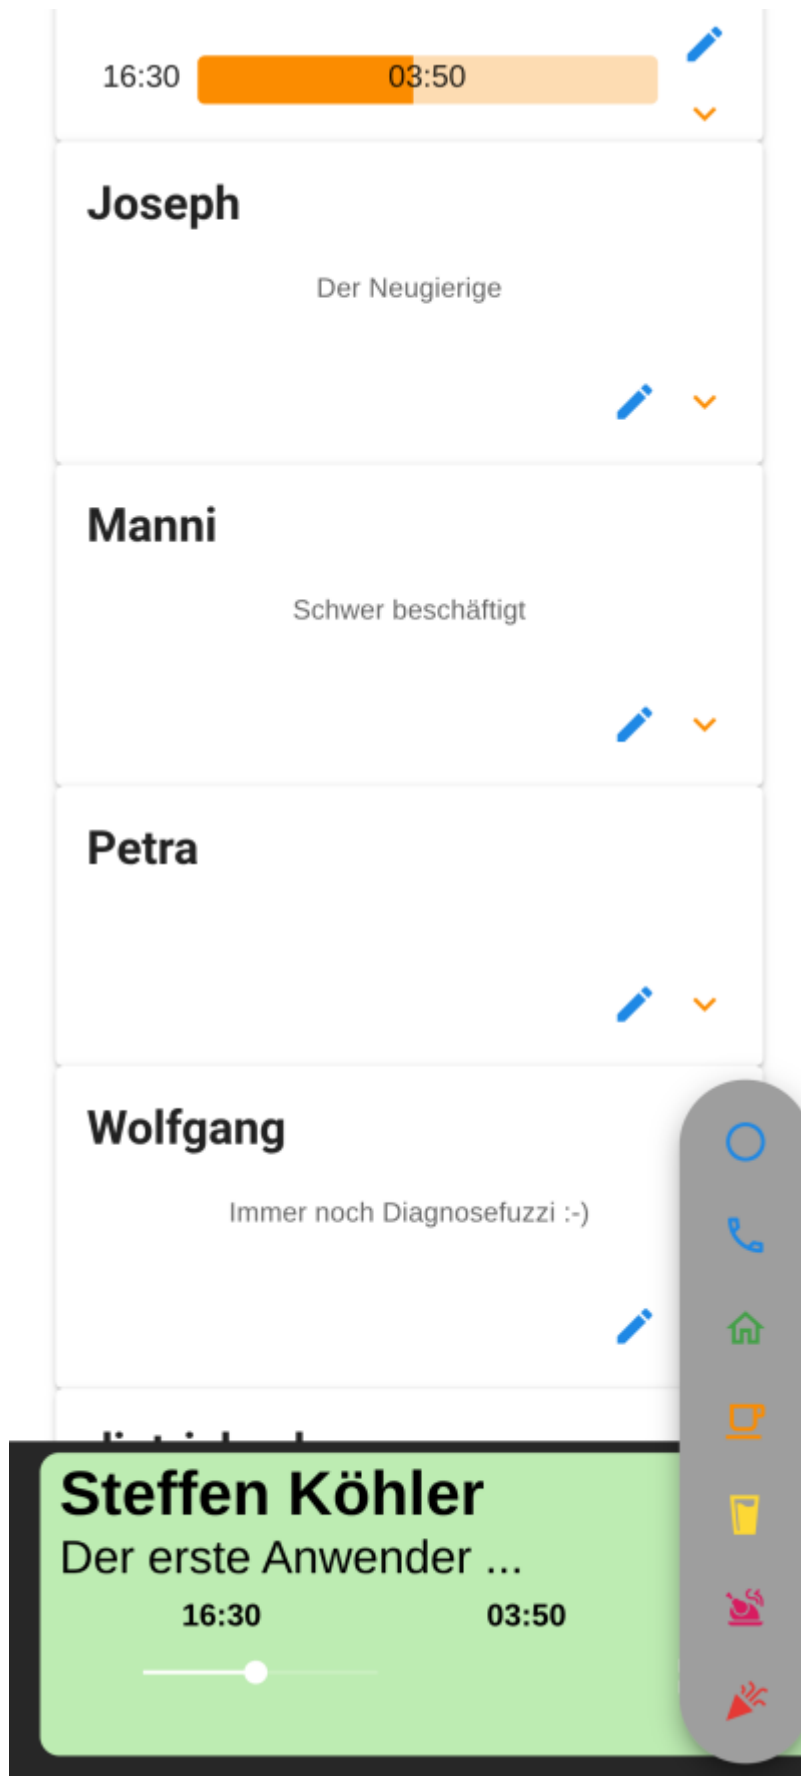 16:30 03:50
Joseph
Der Neugierige
Manni
Schwer beschäftigt
Petra
Wolfgang
Immer noch Diagnosefuzzi :-)
Steffen Köhler
Der erste Anwender ...
16:30 03:50